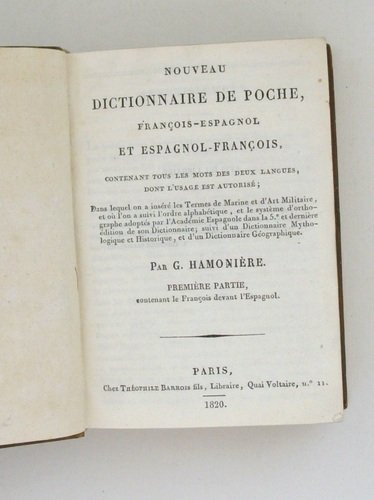 NOUVEAU
DICTIONNAIRE DE POCHE,
FRANÇOIS-ESPAGNOL
ET ESPAGNOL-FRANÇOIS,
CONTENANT TOUS LES MOTS DES DEUX LANGUES,
DONT L'USAGE EST AUTORISÉ;
Dans lequel on a inséré les Termes de Marine et d'Art Militaire,
et où l'on a suivi l'ordre alphabétique, et le système d'ortho-
graphe adoptés par l'Académie Espagnole dans la 5.e et dernière
édition de son Dictionnaire; suivi d'un Dictionnaire Mytho-
logique et Historique, et d'un Dictionnaire Géographique.
PAR G. HAMONIÈRE.
PREMIÈRE PARTIE,
contenant le François devant l'Espagnol.
PARIS,
Chez THÉOPHILE BARROIS fils, Libraire, Quai Voltaire, n.o 11.
1820.